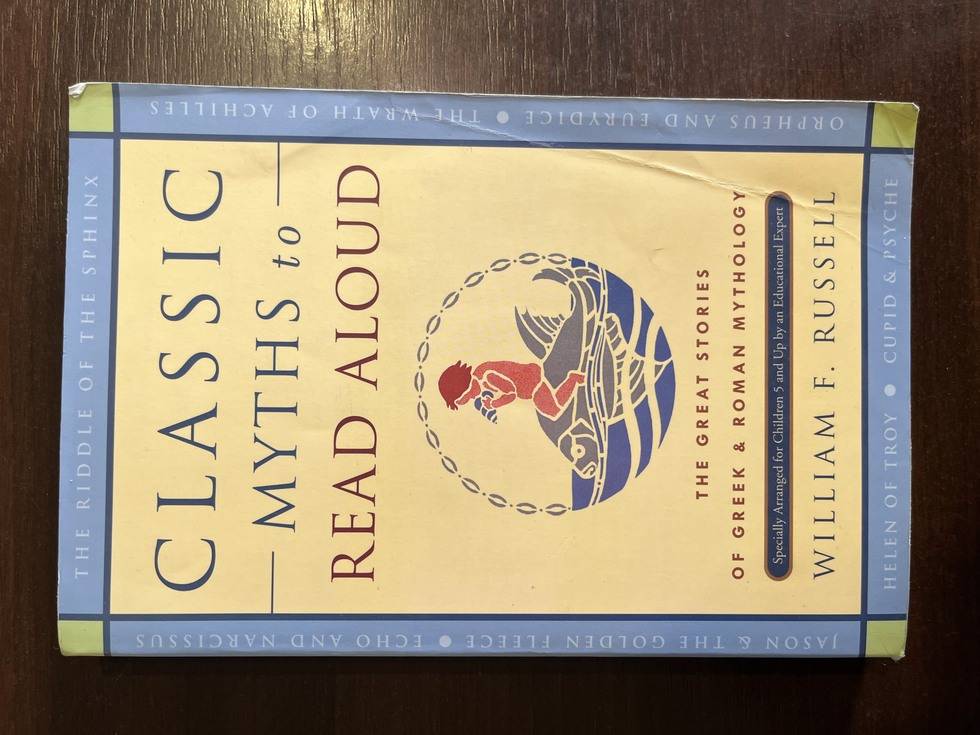 THE RIDDLE OF THE SPHINX
CLASSIC
MYTHS to
READ ALOUD
THE GREAT STORIES
OF GREEK & ROMAN MYTHOLOGY
Specially Arranged for Children 5 and Up by an Educational Expert
WILLIAM F. RUSSELL
HELEN OF TROY ● CUPID & PSYCHE
ORPHEUS AND EURYDICE ● THE WRATH OF ACHILLES
JASON & THE GOLDEN FLEECE ● ECHO AND NARCISSUS